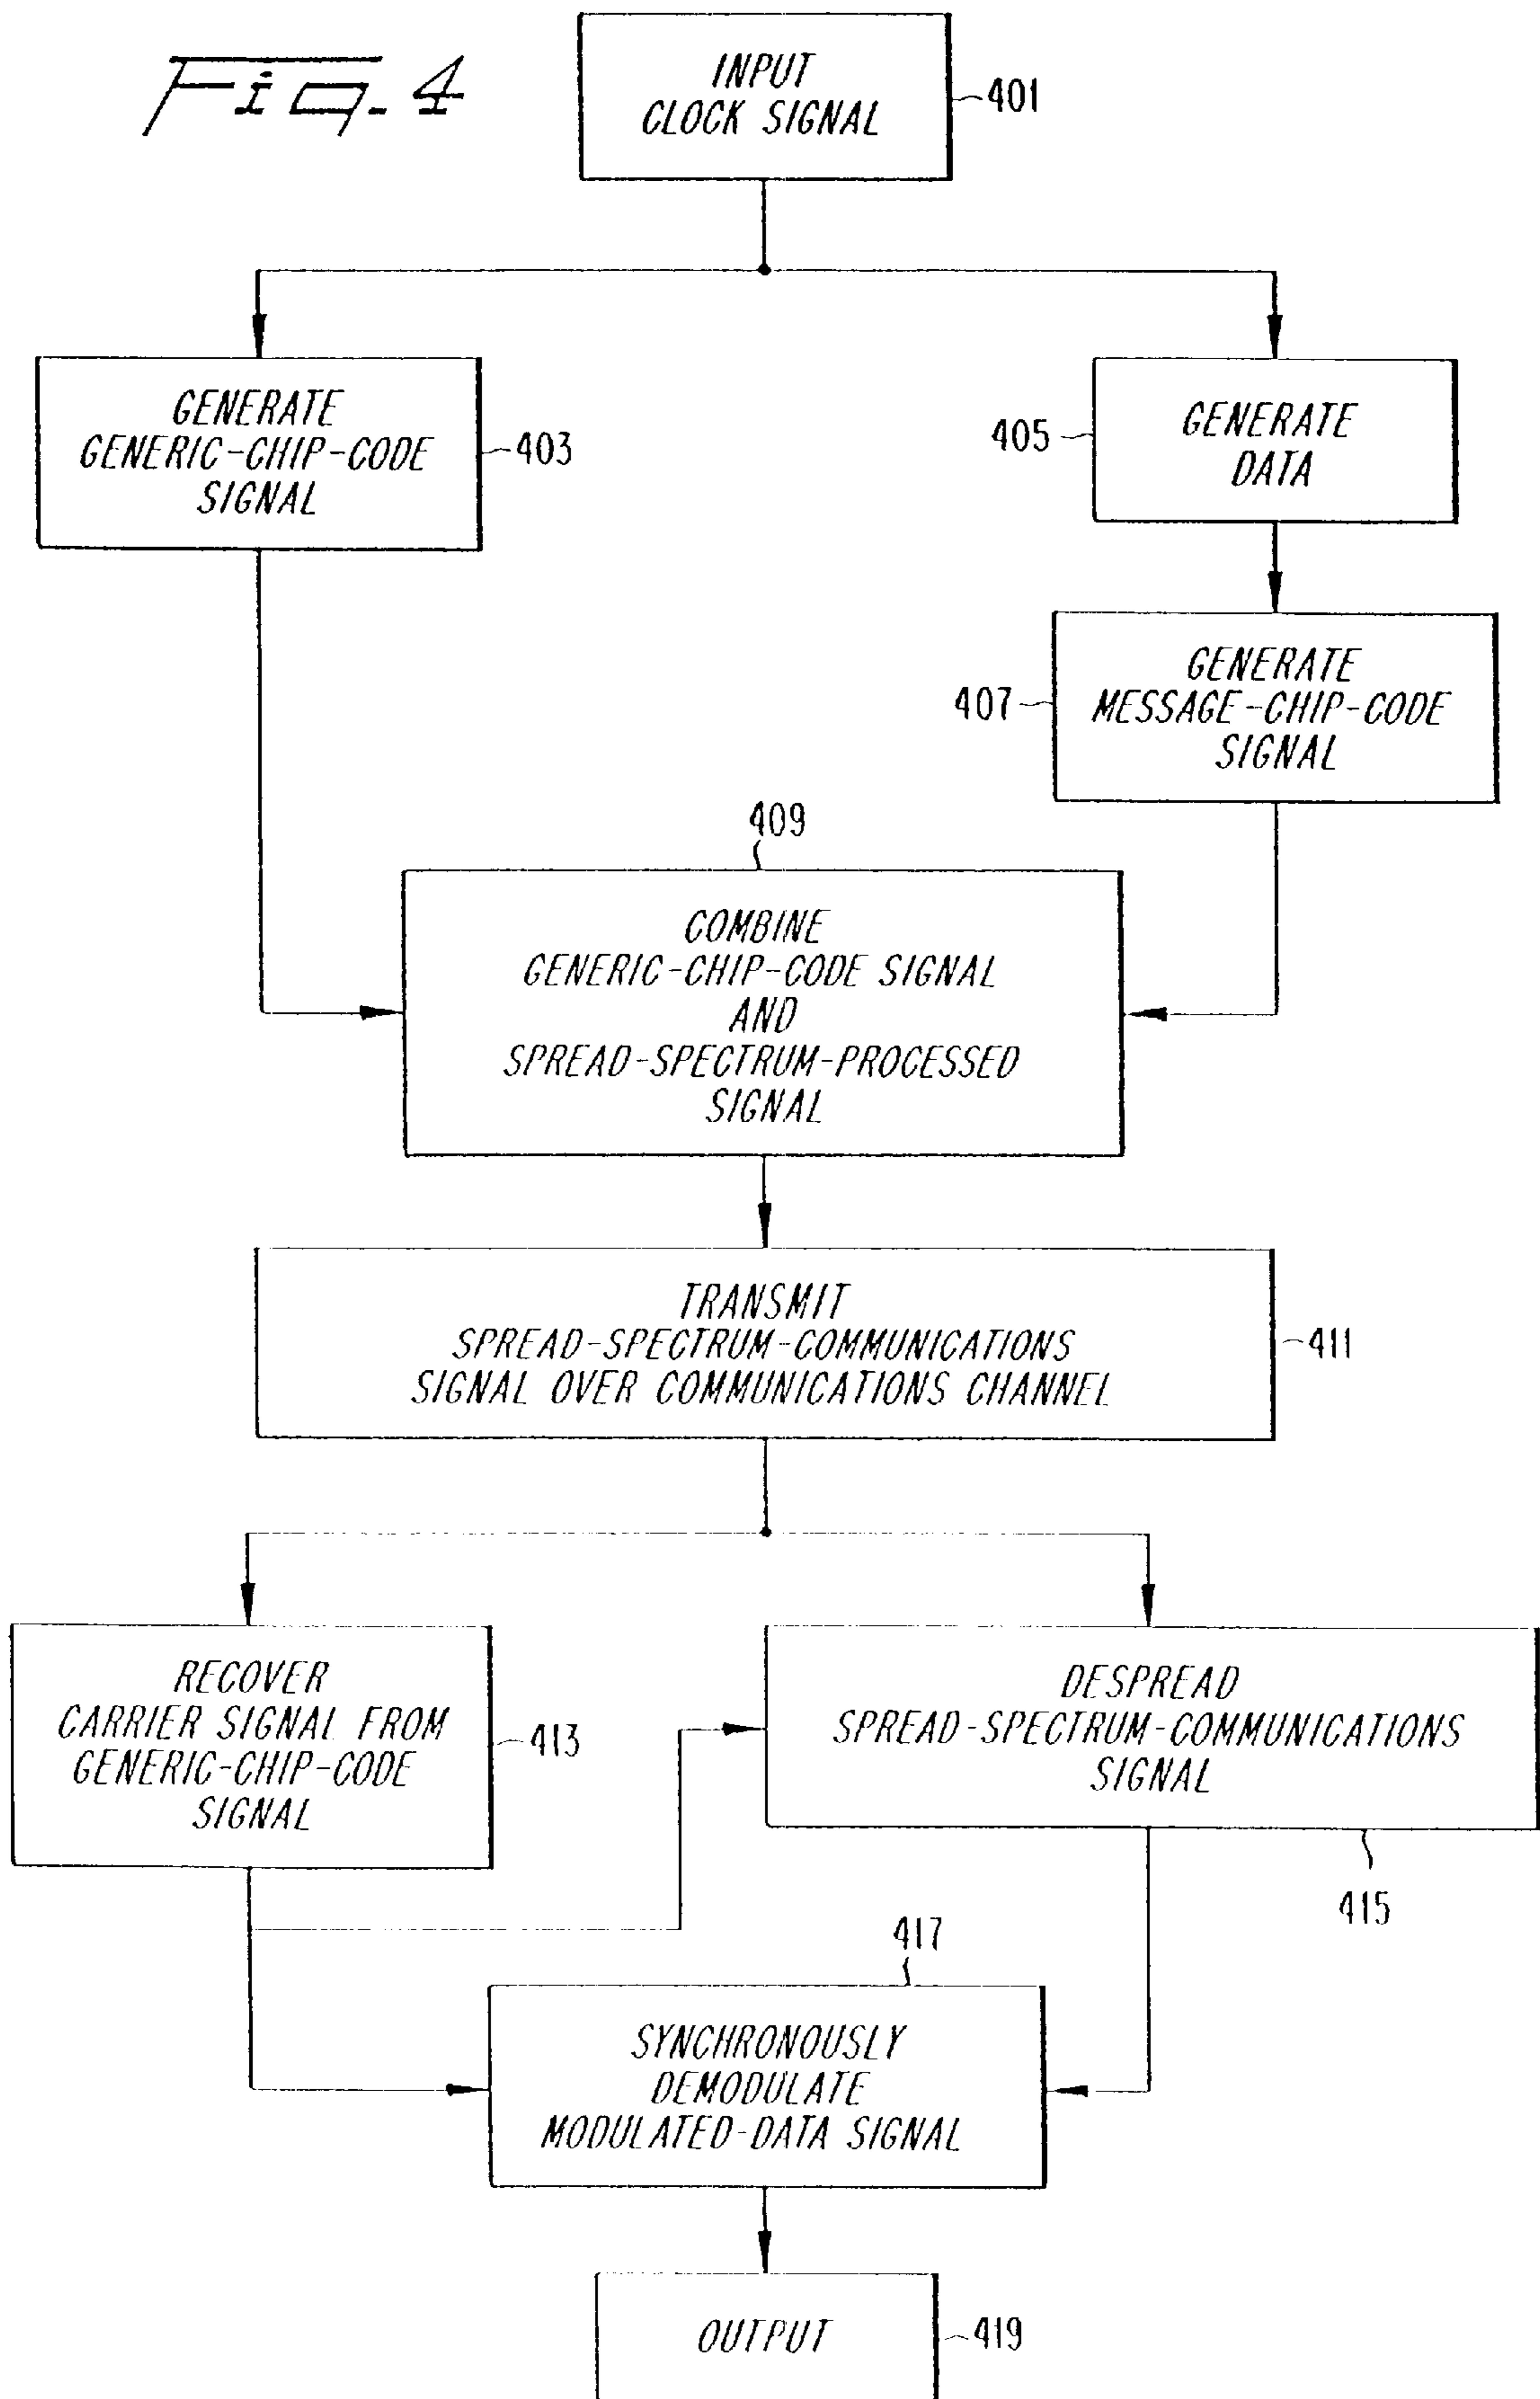 Fig. 4
INPUT
CLOCK SIGNAL
401
GENERATE
GENERIC-CHIP-CODE
SIGNAL
403
405
GENERATE
DATA
407
GENERATE
MESSAGE-CHIP-CODE
SIGNAL
409
COMBINE
GENERIC-CHIP-CODE SIGNAL
AND
SPREAD-SPECTRUM-PROCESSED
SIGNAL
TRANSMIT
SPREAD-SPECTRUM-COMMUNICATIONS
SIGNAL OVER COMMUNICATIONS CHANNEL
411
RECOVER
CARRIER SIGNAL FROM
GENERIC-CHIP-CODE
SIGNAL
413
DESPREAD
SPREAD-SPECTRUM-COMMUNICATIONS
SIGNAL
415
417
SYNCHRONOUSLY
DEMODULATE
MODULATED-DATA SIGNAL
OUTPUT
419